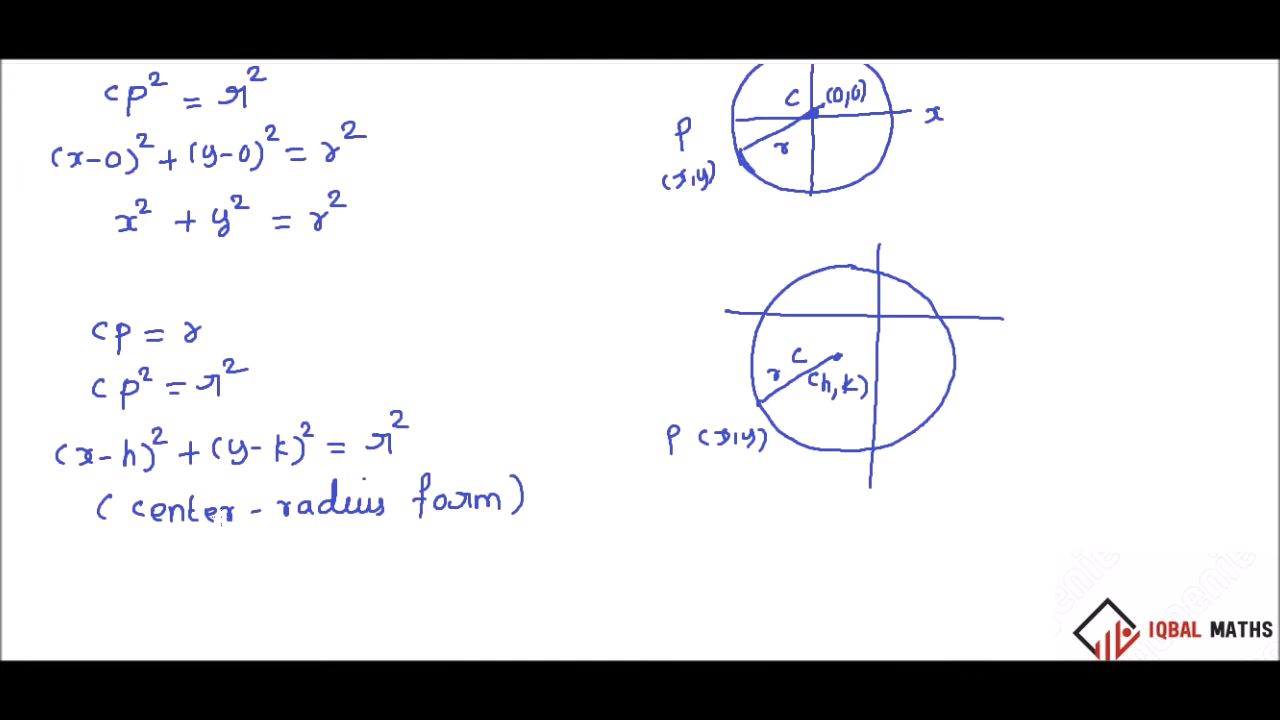 CP² = r²
(x-0)² + (y-0)² = r²
x² + y² = r²
CP = r
CP² = r²
(x-h)² + (y-k)² = r²
(center - radius form)
C (0,0)
x
P
r
(x,y)
C
r
(h,k)
P (x,y)
IQBAL MATHS